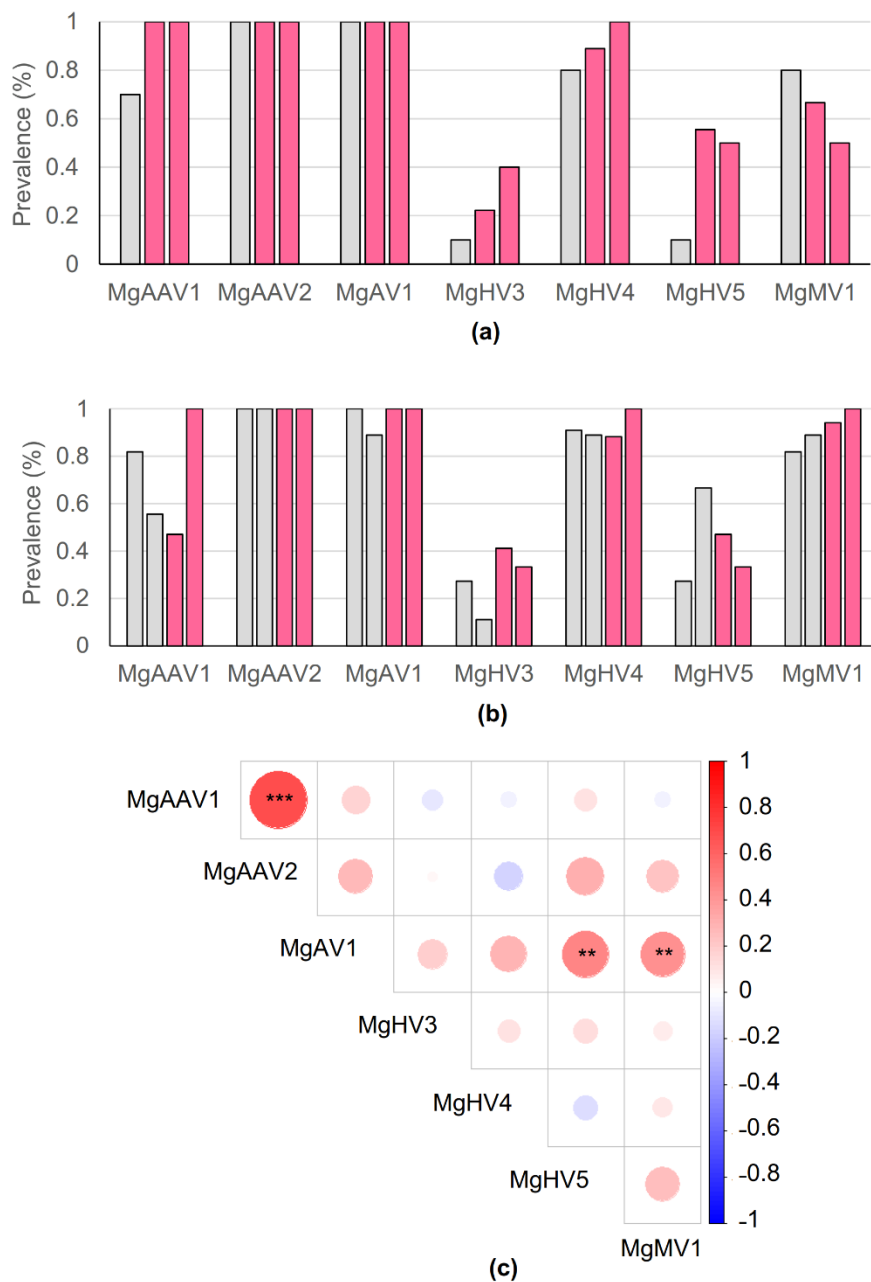 Prevalence (%)
1
0.8
0.6
0.4
0.2
0
MgAAV1 MgAAV2 MgAV1 MgHV3 MgHV4 MgHV5 MgMV1
(a)
Prevalence (%)
1
0.8
0.6
0.4
0.2
0
MgAAV1 MgAAV2 MgAV1 MgHV3 MgHV4 MgHV5 MgMV1
(b)
MgAAV1 ***
MgAAV2
MgAV1 ** **
MgHV3
MgHV4
MgHV5
MgMV1
1
0.8
0.6
0.4
0.2
0
-0.2
-0.4
-0.6
-0.8
-1
(c)